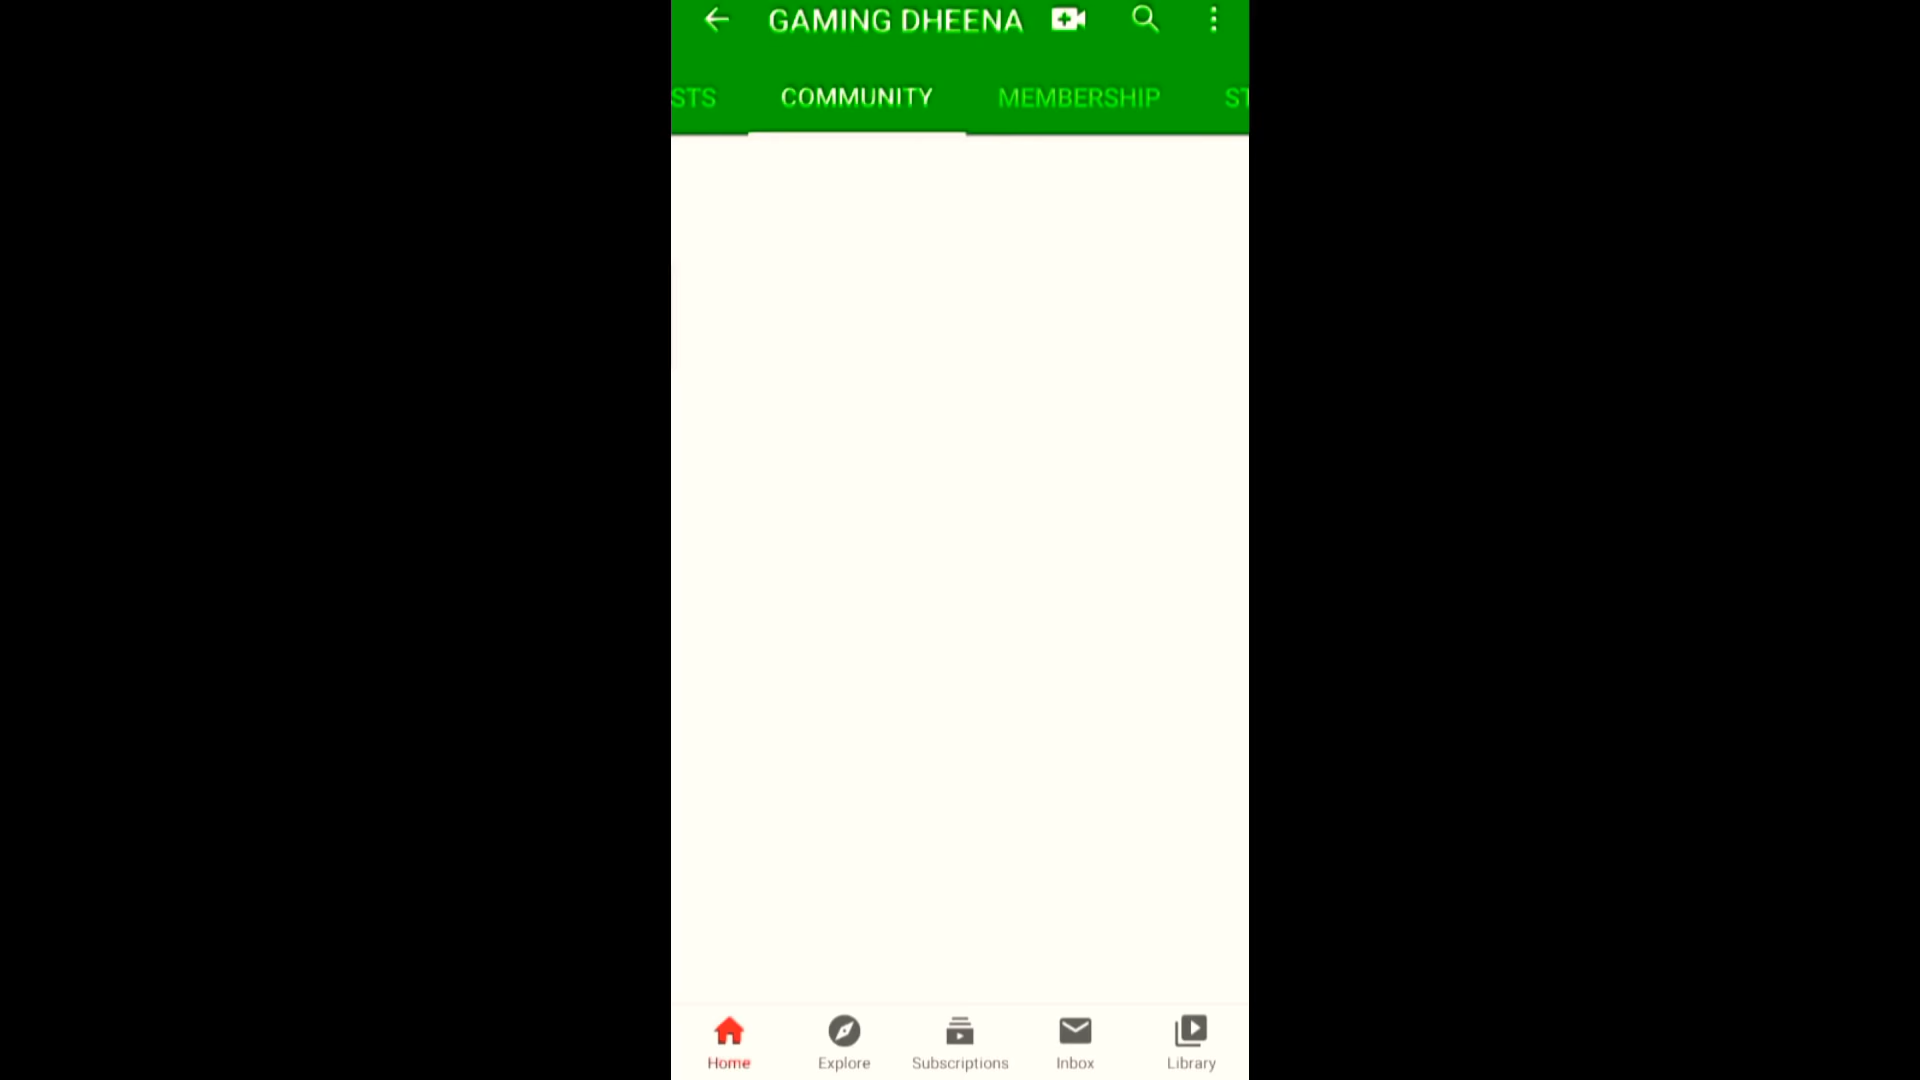 GAMING DHEENA
STS COMMUNITY MEMBERSHIP ST
Home Explore Subscriptions Inbox Library